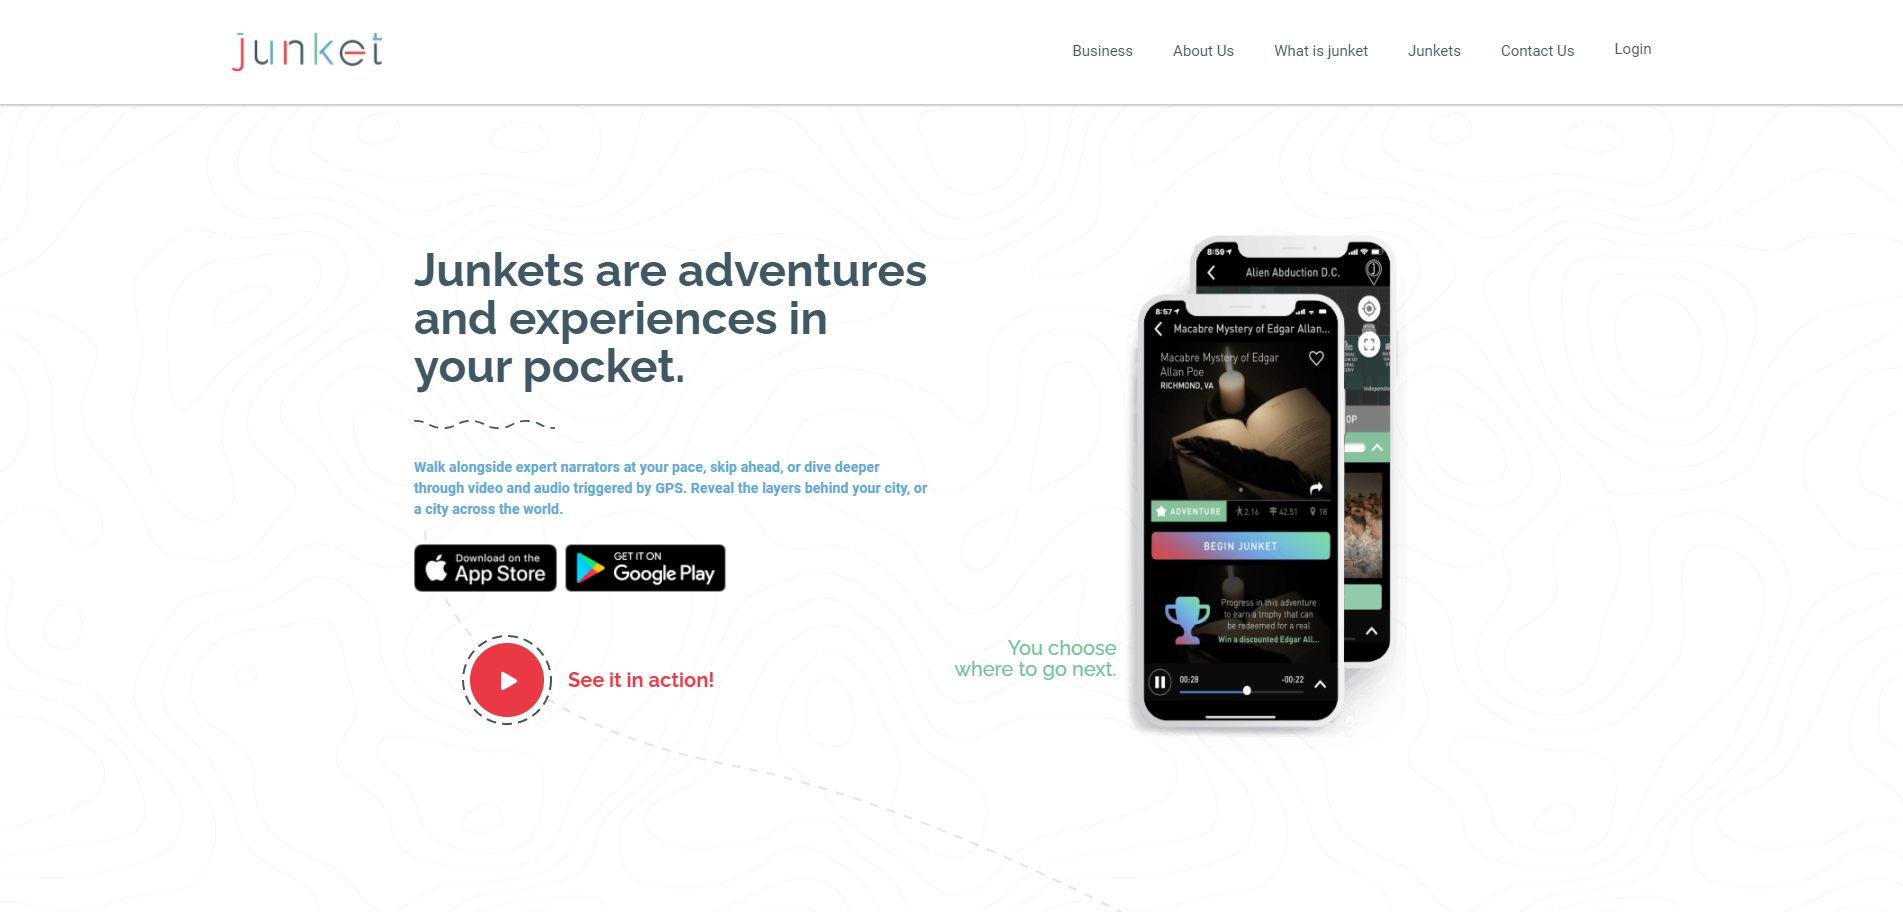 junket
Business
About Us
What is junket
Junkets
Contact Us
Login
Junkets are adventures
and experiences in
your pocket.
Walk alongside expert narrators at your pace, skip ahead, or dive deeper
through video and audio triggered by GPS. Reveal the layers behind your city, or
a city across the world.
Download on the
App Store
GET IT ON
Google Play
See it in action!
You choose
where to go next.
8:59
Alien Abduction D.C.
8:57
Macabre Mystery of Edgar Allan...
Macabre Mystery of Edgar
Allan Poe
RICHMOND, VA
OP
ADVENTURE
2.16
42.51
18
BEGIN JUNKET
Progress in this adventure
to earn a trophy that can
be redeemed for a real
Win a discounted Edgar All...
00:28
-00:22